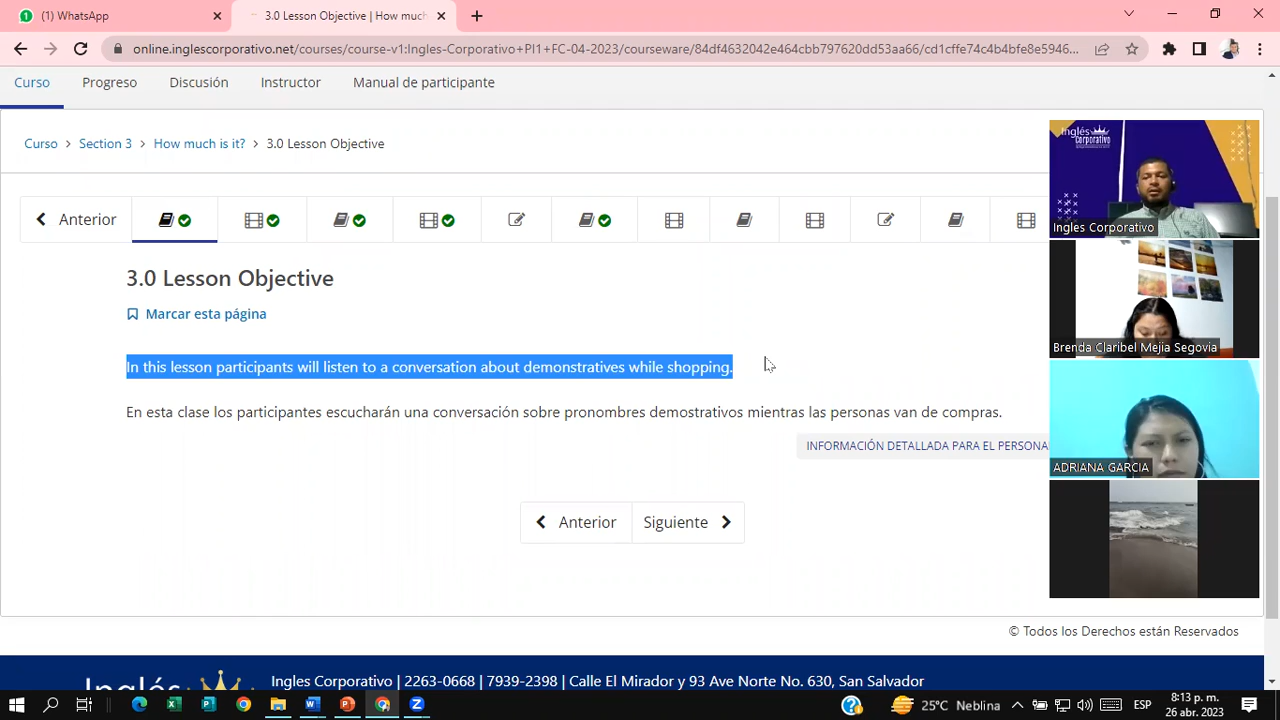 (1) WhatsApp
3.0 Lesson Objective | How much
online.inglescorporativo.net/courses/course-v1:Ingles-Corporativo+PI1+FC-04-2023/courseware/84df4632042e464cbb797620dd53aa66/cd1cffe74c4b4bfe8e5946...
Curso Progreso Discusión Instructor Manual de participante
Curso > Section 3 > How much is it? > 3.0 Lesson Objective
Anterior
3.0 Lesson Objective
Marcar esta página
In this lesson participants will listen to a conversation about demonstratives while shopping.
En esta clase los participantes escucharán una conversación sobre pronombres demostrativos mientras las personas van de compras.
INFORMACIÓN DETALLADA PARA EL PERSONA
Anterior Siguiente
Inglés
corporativo
Ingles Corporativo
Brenda Claribel Mejia Segovia
ADRIANA GARCIA
© Todos los Derechos están Reservados
Inglés
Ingles Corporativo | 2263-0668 | 7939-2398 | Calle El Mirador y 93 Ave Norte No. 630, San Salvador
25°C Neblina
ESP
8:13 p. m.
26 abr. 2023